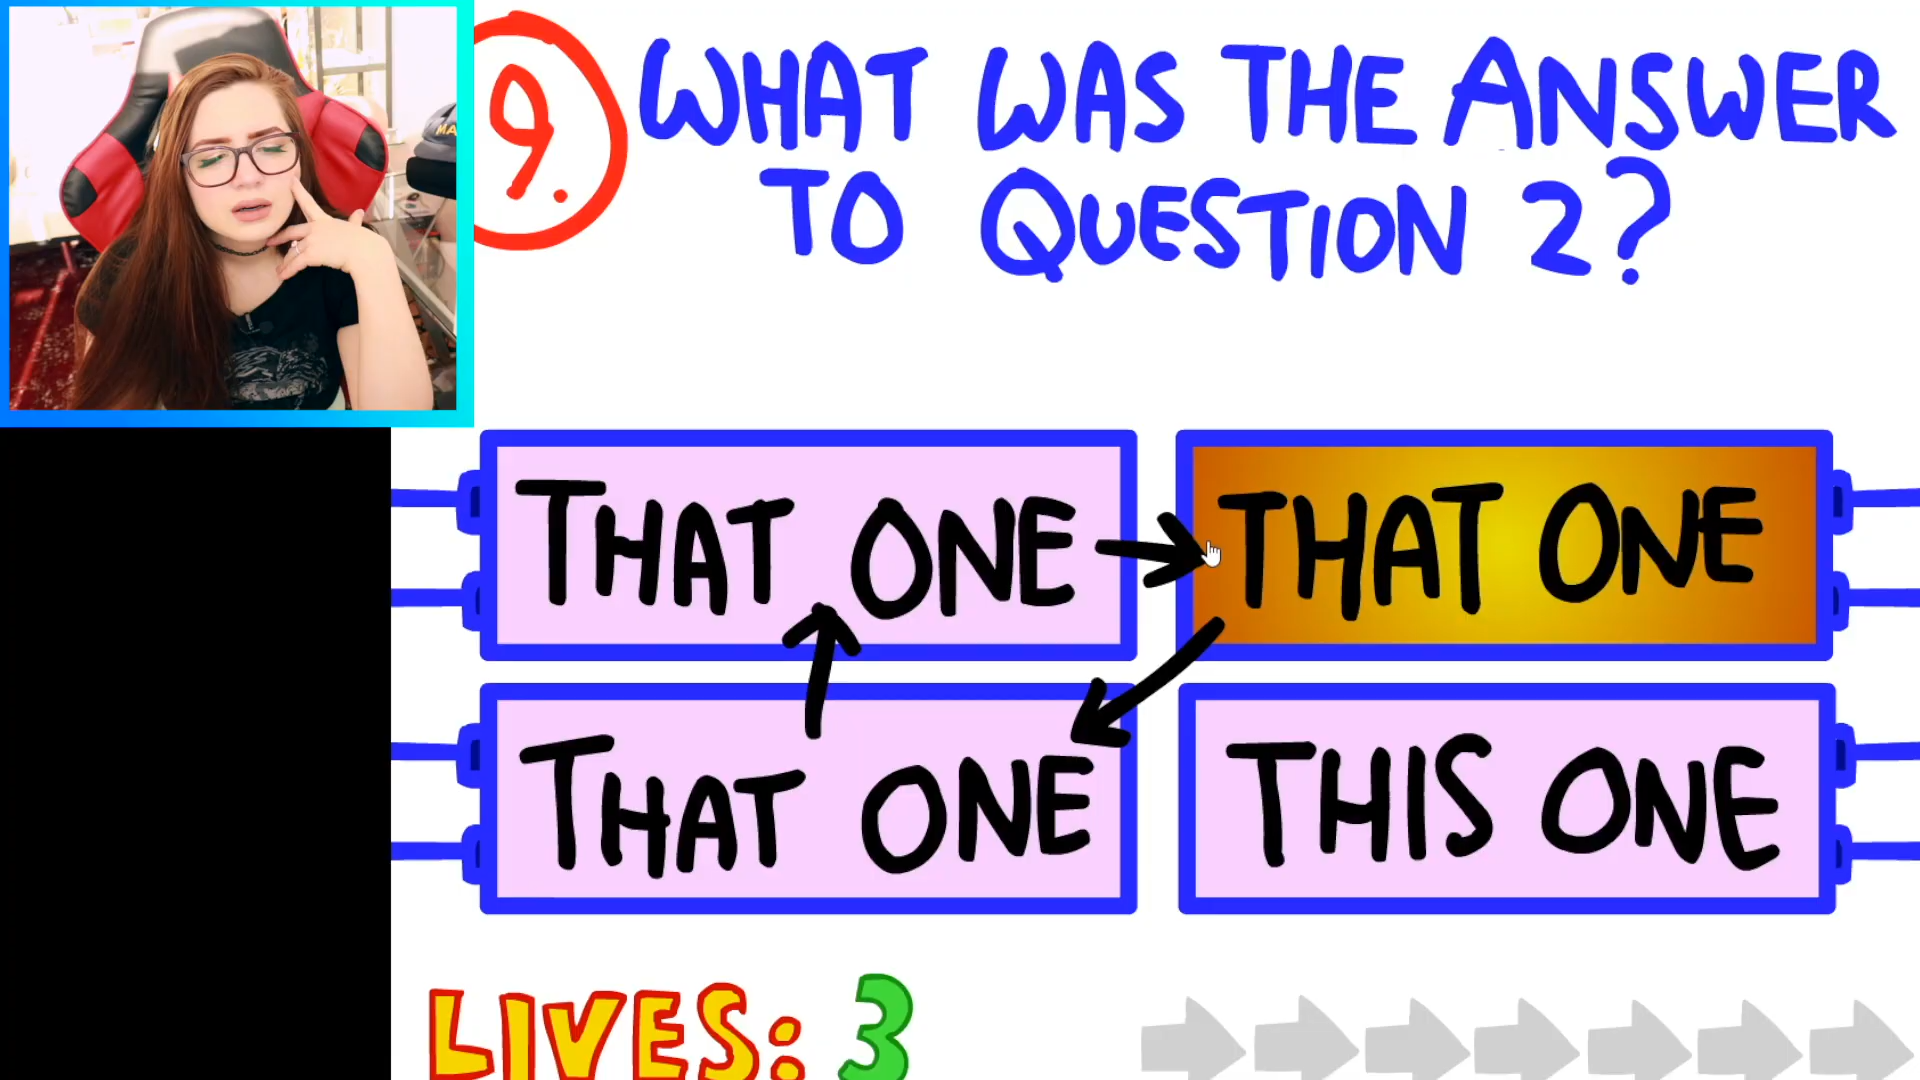 9. WHAT WAS THE ANSWER
TO QUESTION 2?
THAT ONE
THAT ONE
THAT ONE
THIS ONE
LIVES: 3